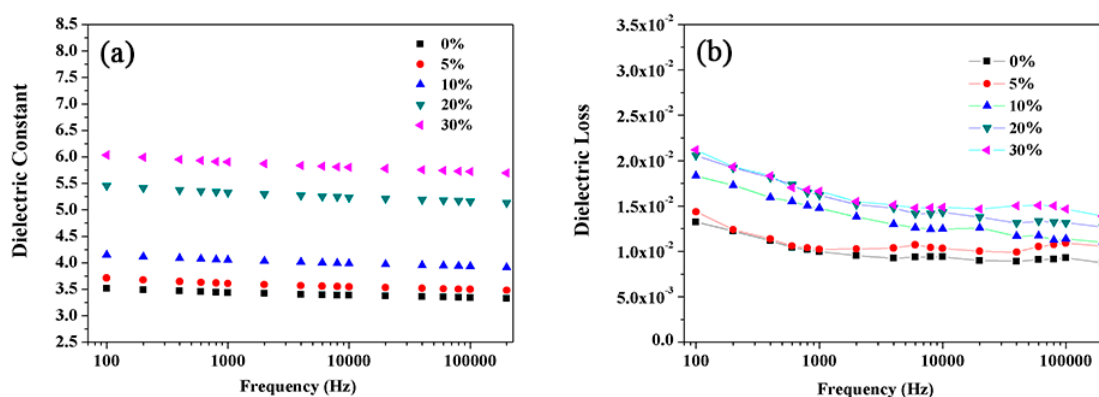 (a)
Dielectric Constant
8.5
8.0
7.5
7.0
6.5
6.0
5.5
5.0
4.5
4.0
3.5
3.0
2.5
0%
5%
10%
20%
30%
100 1000 10000 100000
Frequency (Hz)
(b)
Dielectric Loss
3.5x10⁻²
3.0x10⁻²
2.5x10⁻²
2.0x10⁻²
1.5x10⁻²
1.0x10⁻²
5.0x10⁻³
0.0
0%
5%
10%
20%
30%
100 1000 10000 100000
Frequency (Hz)